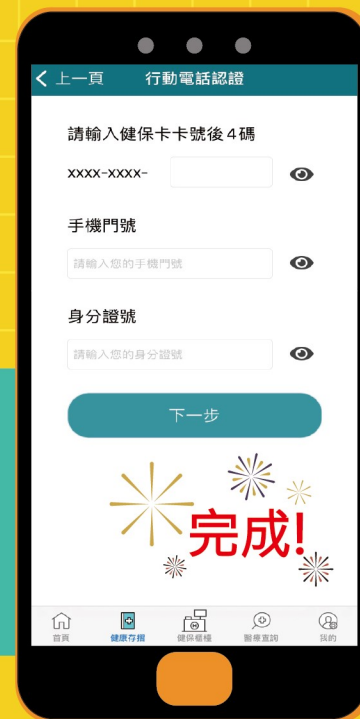 上一頁 行動電話認證
請輸入健保卡卡號後4碼
xxxx-xxxx-
手機門號
請輸入您的手機門號
身分證號
請輸入您的身分證號
下一步
完成!
首頁 健康存摺 健保櫃檯 醫療查詢 我的